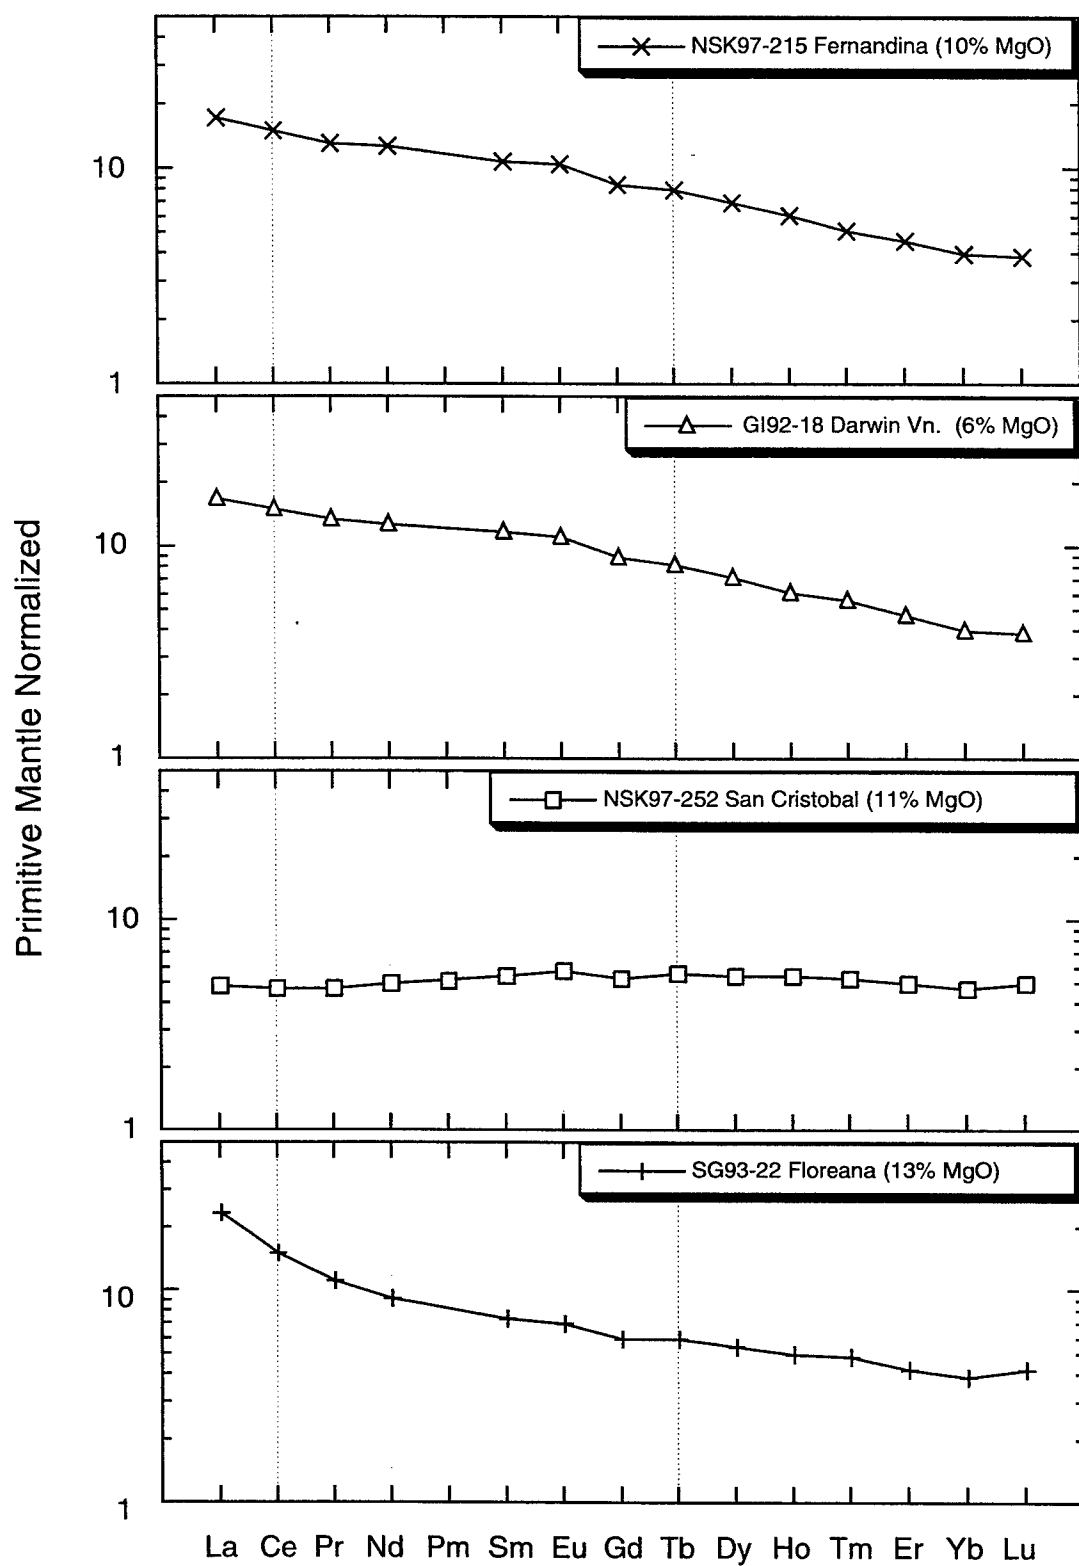 Primitive Mantle Normalized
NSK97-215 Fernandina (10% MgO)
10
1
GI92-18 Darwin Vn. (6% MgO)
10
1
NSK97-252 San Cristobal (11% MgO)
10
1
SG93-22 Floreana (13% MgO)
10
1
La Ce Pr Nd Pm Sm Eu Gd Tb Dy Ho Tm Er Yb Lu